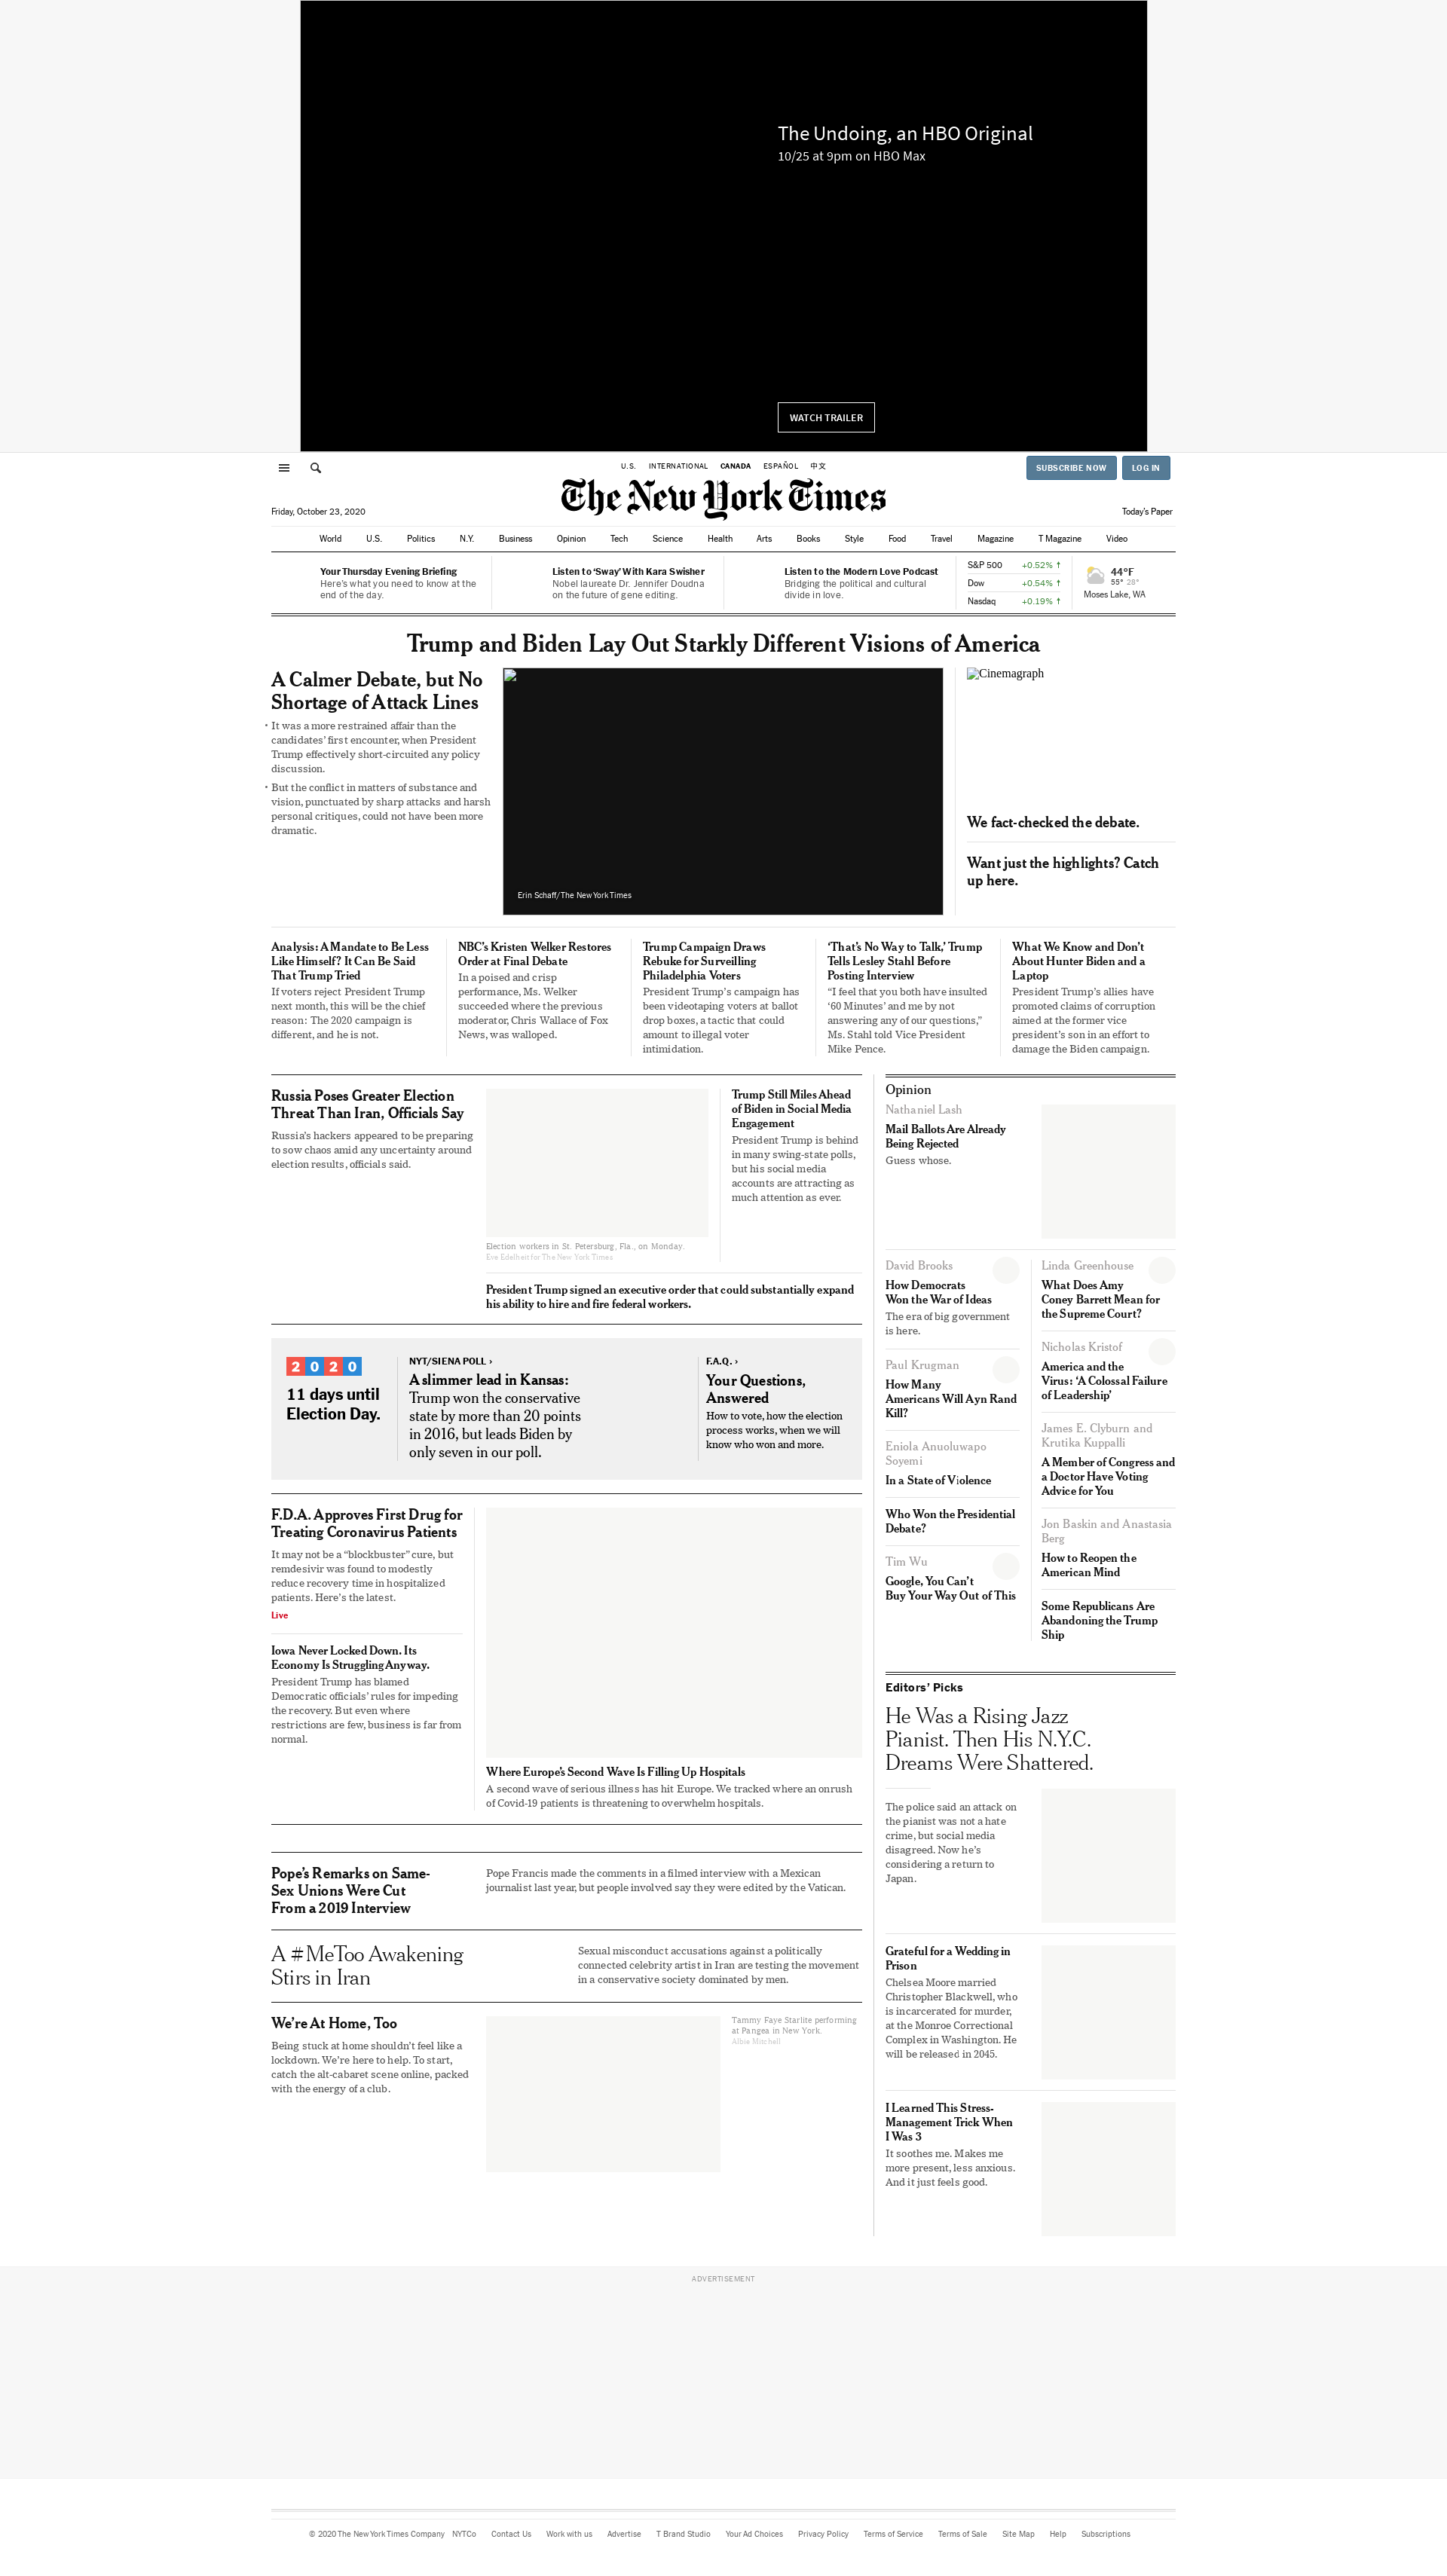 The Undoing, an HBO Original
10/25 at 9pm on HBO Max
WATCH TRAILER
U.S. INTERNATIONAL CANADA ESPAÑOL 中文
SUBSCRIBE NOW LOG IN
The New York Times
Friday, October 23, 2020
Today's Paper
World U.S. Politics N.Y. Business Opinion Tech Science Health Arts Books Style Food Travel Magazine T Magazine Video
Your Thursday Evening Briefing
Here's what you need to know at the
end of the day.
Listen to ‘Sway’ With Kara Swisher
Nobel laureate Dr. Jennifer Doudna
on the future of gene editing.
Listen to the Modern Love Podcast
Bridging the political and cultural
divide in love.
S&P 500 +0.52% ↑
Dow +0.54% ↑
Nasdaq +0.19% ↑
44°F
55° 28°
Moses Lake, WA
Trump and Biden Lay Out Starkly Different Visions of America
A Calmer Debate, but No
Shortage of Attack Lines
• It was a more restrained affair than the
candidates’ first encounter, when President
Trump effectively short-circuited any policy
discussion.
• But the conflict in matters of substance and
vision, punctuated by sharp attacks and harsh
personal critiques, could not have been more
dramatic.
Erin Schaff/The New York Times
Cinemagraph
We fact-checked the debate.
Want just the highlights? Catch
up here.
Analysis: A Mandate to Be Less
Like Himself? It Can Be Said
That Trump Tried
If voters reject President Trump
next month, this will be the chief
reason: The 2020 campaign is
different, and he is not.
NBC’s Kristen Welker Restores
Order at Final Debate
In a poised and crisp
performance, Ms. Welker
succeeded where the previous
moderator, Chris Wallace of Fox
News, was walloped.
Trump Campaign Draws
Rebuke for Surveilling
Philadelphia Voters
President Trump’s campaign has
been videotaping voters at ballot
drop boxes, a tactic that could
amount to illegal voter
intimidation.
‘That’s No Way to Talk,’ Trump
Tells Lesley Stahl Before
Posting Interview
“I feel that you both have insulted
‘60 Minutes’ and me by not
answering any of our questions,”
Ms. Stahl told Vice President
Mike Pence.
What We Know and Don’t
About Hunter Biden and a
Laptop
President Trump’s allies have
promoted claims of corruption
aimed at the former vice
president’s son in an effort to
damage the Biden campaign.
Russia Poses Greater Election
Threat Than Iran, Officials Say
Russia’s hackers appeared to be preparing
to sow chaos amid any uncertainty around
election results, officials said.
Election workers in St. Petersburg, Fla., on Monday.
Eve Edelheit for The New York Times
Trump Still Miles Ahead
of Biden in Social Media
Engagement
President Trump is behind
in many swing-state polls,
but his social media
accounts are attracting as
much attention as ever.
President Trump signed an executive order that could substantially expand
his ability to hire and fire federal workers.
2020
11 days until
Election Day.
NYT/SIENA POLL ›
A slimmer lead in Kansas:
Trump won the conservative
state by more than 20 points
in 2016, but leads Biden by
only seven in our poll.
F.A.Q. ›
Your Questions,
Answered
How to vote, how the election
process works, when we will
know who won and more.
F.D.A. Approves First Drug for
Treating Coronavirus Patients
It may not be a “blockbuster” cure, but
remdesivir was found to modestly
reduce recovery time in hospitalized
patients. Here’s the latest.
Live
Iowa Never Locked Down. Its
Economy Is Struggling Anyway.
President Trump has blamed
Democratic officials’ rules for impeding
the recovery. But even where
restrictions are few, business is far from
normal.
Where Europe’s Second Wave Is Filling Up Hospitals
A second wave of serious illness has hit Europe. We tracked where an onrush
of Covid-19 patients is threatening to overwhelm hospitals.
Pope’s Remarks on Same-
Sex Unions Were Cut
From a 2019 Interview
Pope Francis made the comments in a filmed interview with a Mexican
journalist last year, but people involved say they were edited by the Vatican.
A #MeToo Awakening
Stirs in Iran
Sexual misconduct accusations against a politically
connected celebrity artist in Iran are testing the movement
in a conservative society dominated by men.
We’re At Home, Too
Being stuck at home shouldn’t feel like a
lockdown. We’re here to help. To start,
catch the alt-cabaret scene online, packed
with the energy of a club.
Tammy Faye Starlite performing
at Pangea in New York.
Albie Mitchell
Opinion
Nathaniel Lash
Mail Ballots Are Already
Being Rejected
Guess whose.
David Brooks
How Democrats
Won the War of Ideas
The era of big government
is here.
Paul Krugman
How Many
Americans Will Ayn Rand
Kill?
Eniola Anuoluwapo
Soyemi
In a State of Violence
Who Won the Presidential
Debate?
Tim Wu
Google, You Can’t
Buy Your Way Out of This
Linda Greenhouse
What Does Amy
Coney Barrett Mean for
the Supreme Court?
Nicholas Kristof
America and the
Virus: ‘A Colossal Failure
of Leadership’
James E. Clyburn and
Krutika Kuppalli
A Member of Congress and
a Doctor Have Voting
Advice for You
Jon Baskin and Anastasia
Berg
How to Reopen the
American Mind
Some Republicans Are
Abandoning the Trump
Ship
Editors’ Picks
He Was a Rising Jazz
Pianist. Then His N.Y.C.
Dreams Were Shattered.
The police said an attack on
the pianist was not a hate
crime, but social media
disagreed. Now he’s
considering a return to
Japan.
Grateful for a Wedding in
Prison
Chelsea Moore married
Christopher Blackwell, who
is incarcerated for murder,
at the Monroe Correctional
Complex in Washington. He
will be released in 2045.
I Learned This Stress-
Management Trick When
I Was 3
It soothes me. Makes me
more present, less anxious.
And it just feels good.
ADVERTISEMENT
© 2020 The New York Times Company NYTCo Contact Us Work with us Advertise T Brand Studio Your Ad Choices Privacy Policy Terms of Service Terms of Sale Site Map Help Subscriptions